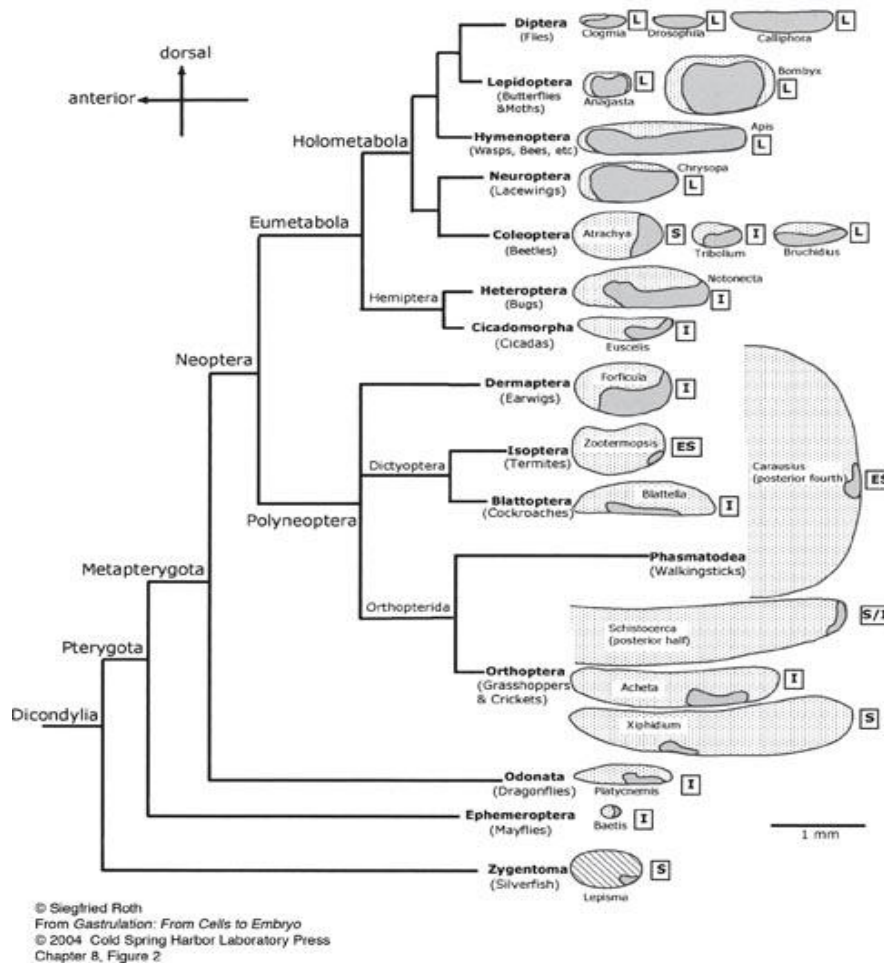 dorsal
anterior
Diptera
(Flies)
Clogmia
L
Drosophila
L
Calliphora
L
Lepidoptera
(Butterflies
&Moths)
Anagasta
L
Bombyx
L
Holometabola
Hymenoptera
(Wasps, Bees, etc)
Apis
L
Neuroptera
(Lacewings)
Chrysopa
L
Eumetabola
Coleoptera
(Beetles)
Atrachya
S
Tribolium
I
Bruchidius
L
Hemiptera
Heteroptera
(Bugs)
Notonecta
I
Cicadomorpha
(Cicadas)
Euscelis
I
Neoptera
Dermaptera
(Earwigs)
Forficula
I
Dictyoptera
Isoptera
(Termites)
Zootermopsis
ES
Carausius
(posterior fourth)
ES
Blattoptera
(Cockroaches)
Blattella
I
Polyneoptera
Phasmatodea
(Walkingsticks)
Metapterygota
Orthopterida
Schistocerca
(posterior half)
S/I
Pterygota
Orthoptera
(Grasshoppers
& Crickets)
Acheta
I
Xiphidium
S
Dicondylia
Odonata
(Dragonflies)
Platycnemis
I
Ephemeroptera
(Mayflies)
Baetis
I
1 mm
Zygentoma
(Silverfish)
Lepisma
S
© Siegfried Roth
From Gastrulation: From Cells to Embryo
© 2004 Cold Spring Harbor Laboratory Press
Chapter 8, Figure 2